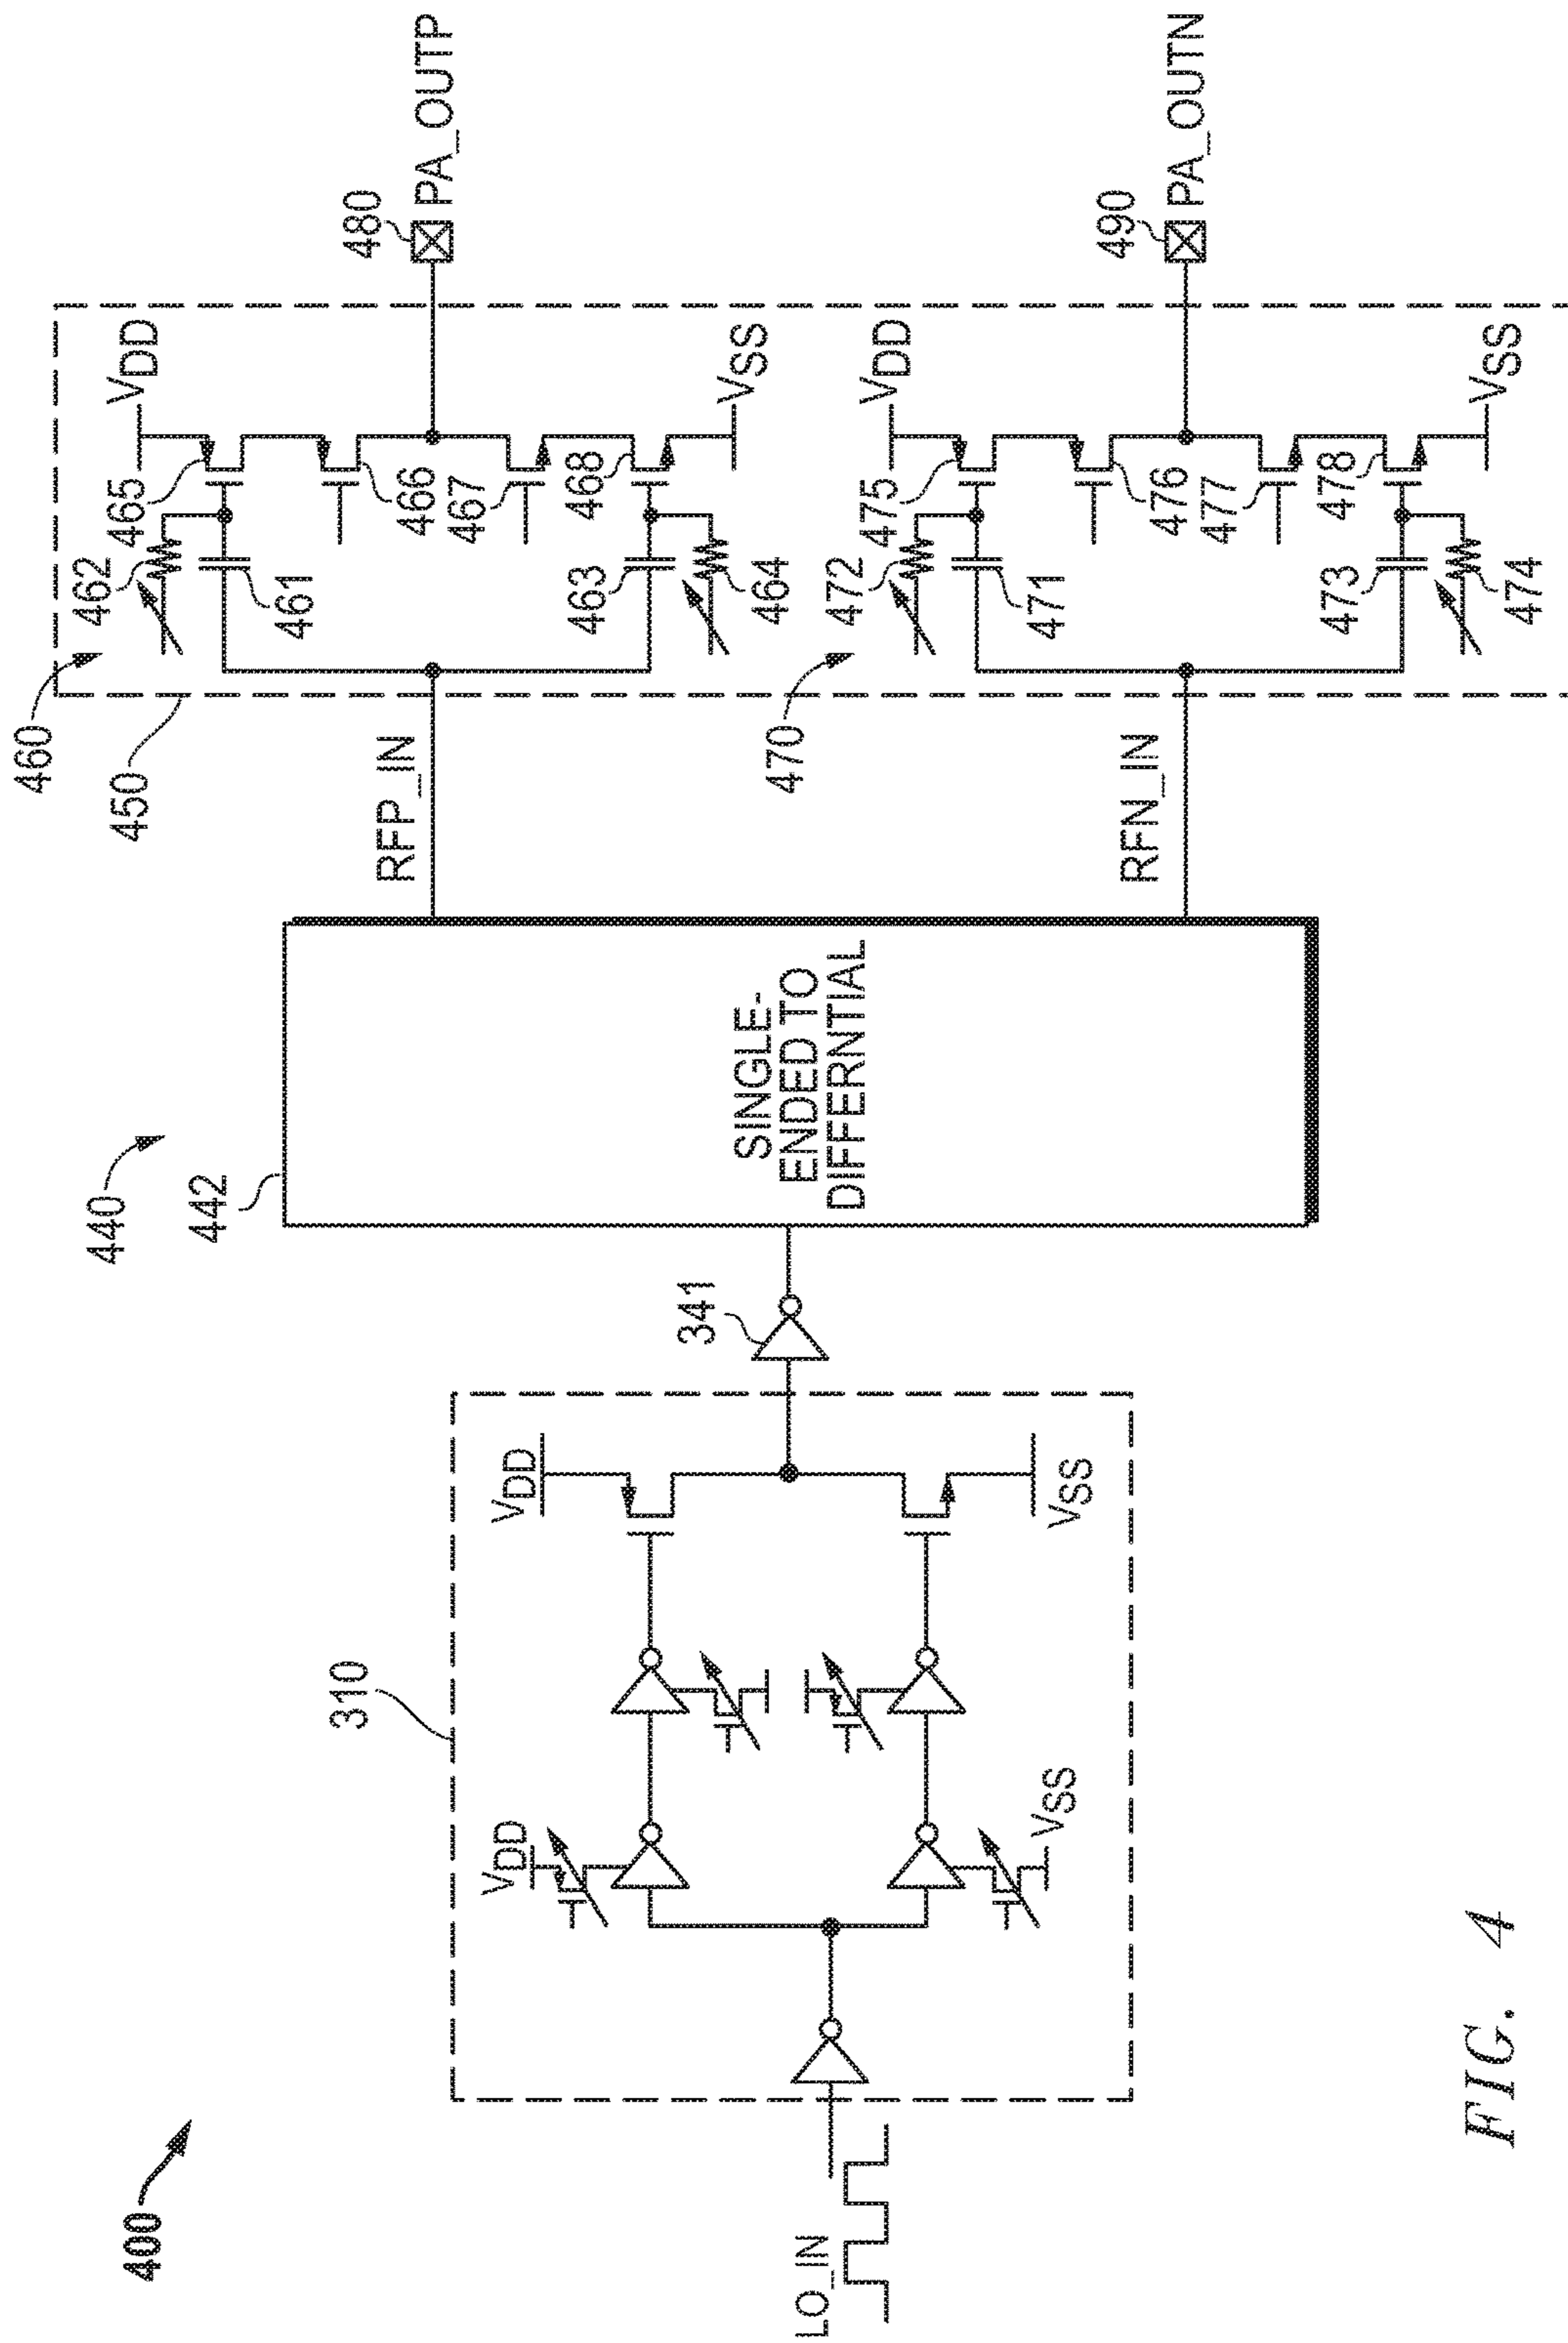 400
LO_IN
310
VDD
VSS
VDD
VSS
341
440
442
SINGLE-
ENDED TO
DIFFERNTIAL
RFP_IN
RFN_IN
450
460
462
461
463
464
465
466
467
468
VDD
VSS
480
PA_OUTP
470
472
471
473
474
475
476
477
478
VDD
VSS
490
PA_OUTN
FIG. 4